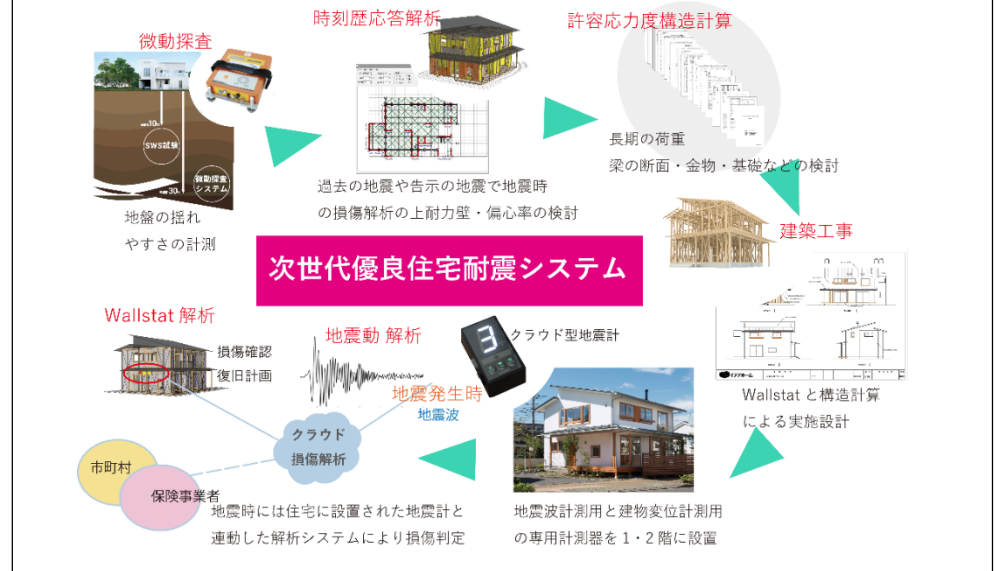 微動探査
10m
SWS試験
30m
微動探査
システム
地盤の揺れ
やすさの計測
時刻歴応答解析
過去の地震や告示の地震で地震時
の損傷解析の上耐力壁・偏心率の検討
許容応力度構造計算
長期の荷重
梁の断面・金物・基礎などの検討
建築工事
Wallstatと構造計算
による実施設計
次世代優良住宅耐震システム
Wallstat 解析
損傷確認
復旧計画
地震動 解析
3
クラウド型地震計
地震発生時
地震波
クラウド
損傷解析
市町村
保険事業者
地震時には住宅に設置された地震計と
連動した解析システムにより損傷判定
地震波計測用と建物変位計測用
の専用計測器を1・2階に設置